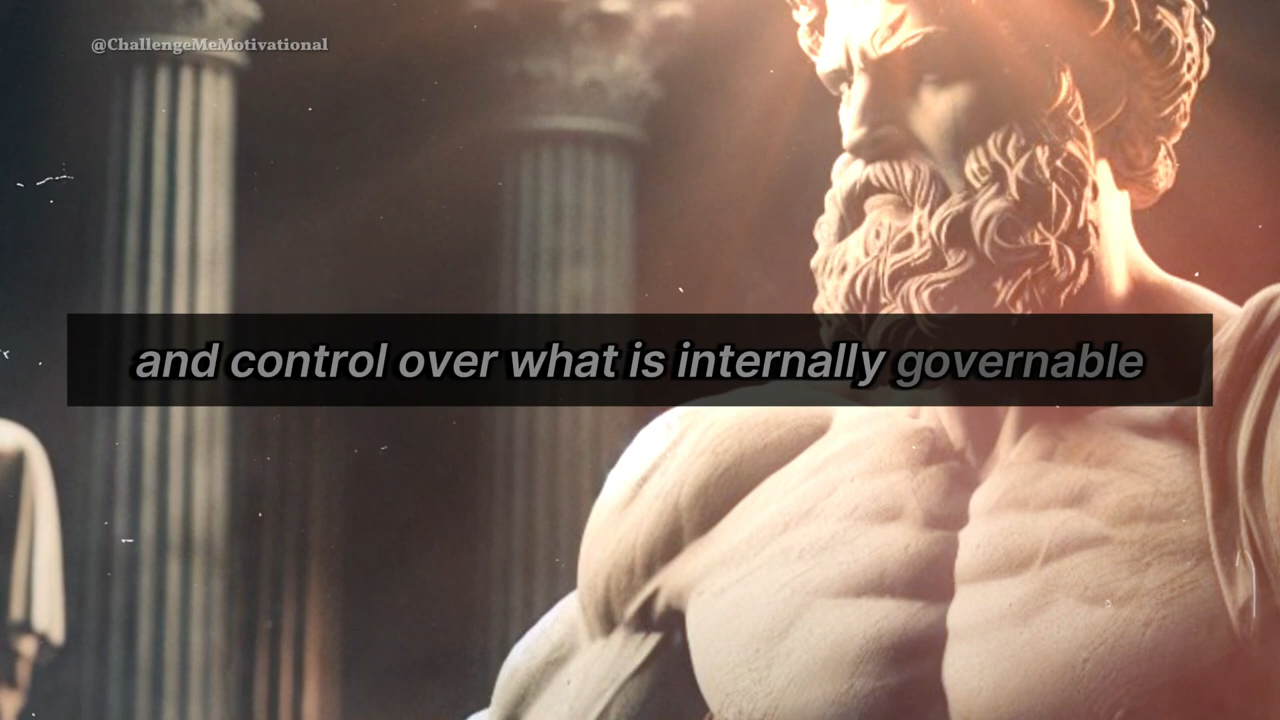 @ChallengeMeMotivational
and control over what is internally governable